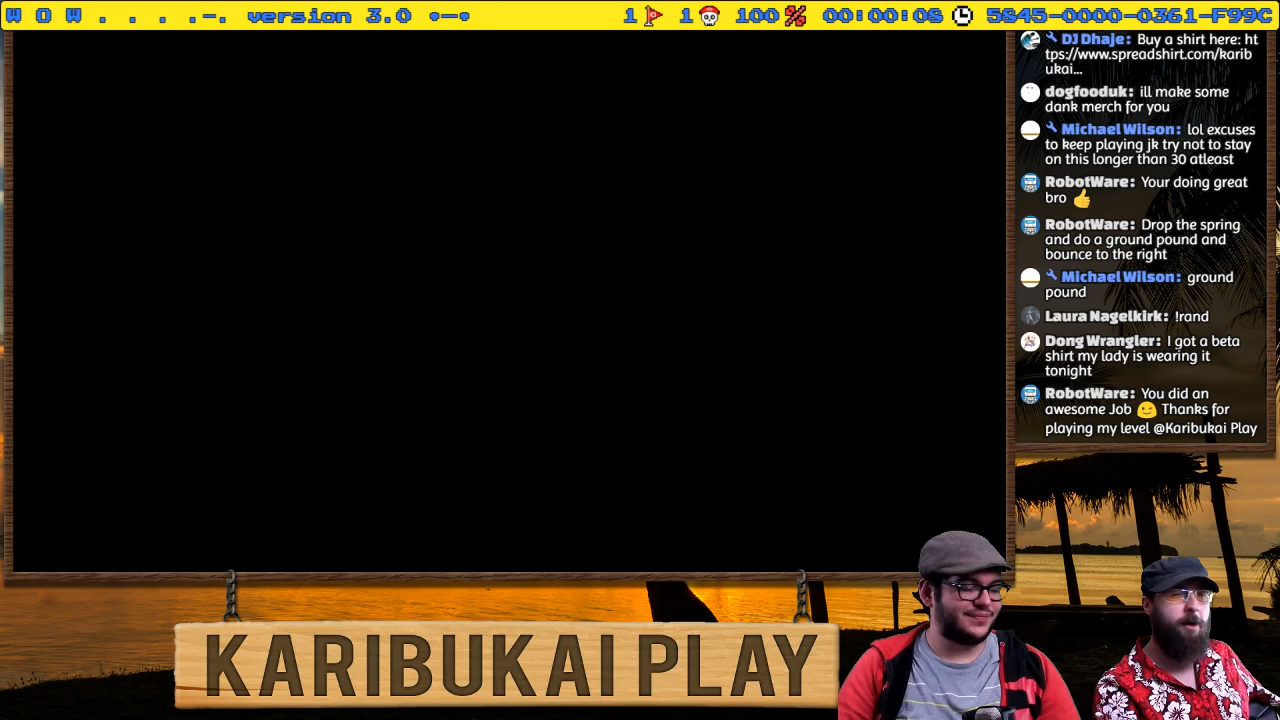 W O W . . . .-. version 3.0 •—• 1 1 100 00:00:08 5845-0000-0361-F99C
DJ Dhaje: Buy a shirt here: ht
tps://www.spreadshirt.com/karib
ukai...
dogfooduk: ill make some
dank merch for you
Michael Wilson: lol excuses
to keep playing jk try not to stay
on this longer than 30 atleast
RobotWare: Your doing great
bro 👍
RobotWare: Drop the spring
and do a ground pound and
bounce to the right
Michael Wilson: ground
pound
Laura Nagelkirk: !rand
Dong Wrangler: I got a beta
shirt my lady is wearing it
tonight
RobotWare: You did an
awesome Job 😉 Thanks for
playing my level @Karibukai Play
KARIBUKAI PLAY